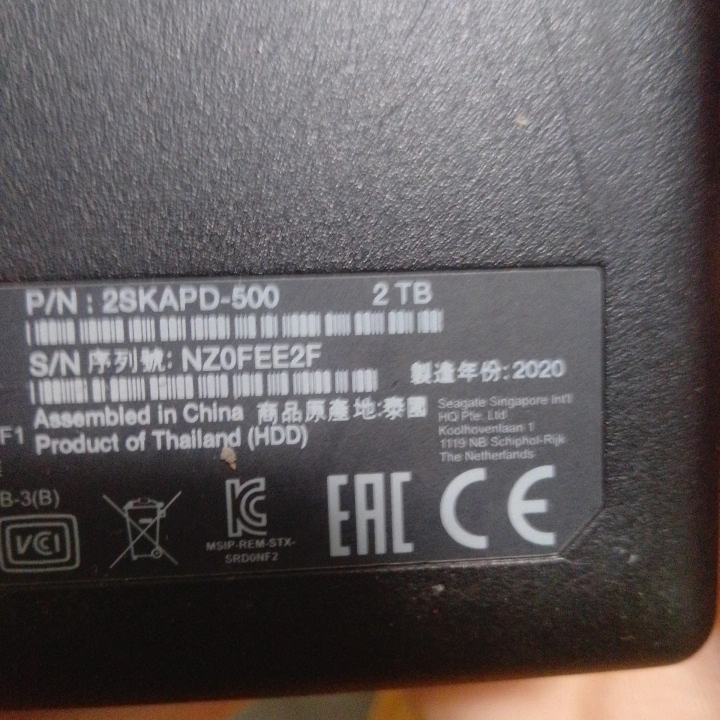 P/N : 2SKAPD-500 2 TB
S/N 序列號: NZ0FEE2F
製造年份: 2020
Assembled in China 商品原產地:泰國
F1 Product of Thailand (HDD)
Seagate Singapore Int'l
HQ Pte. Ltd
Koolhovenlaan 1
1119 NB Schiphol-Rijk
The Netherlands
B-3(B)
VCI
MSIP-REM-STX-
SRD0NF2
EAC CE